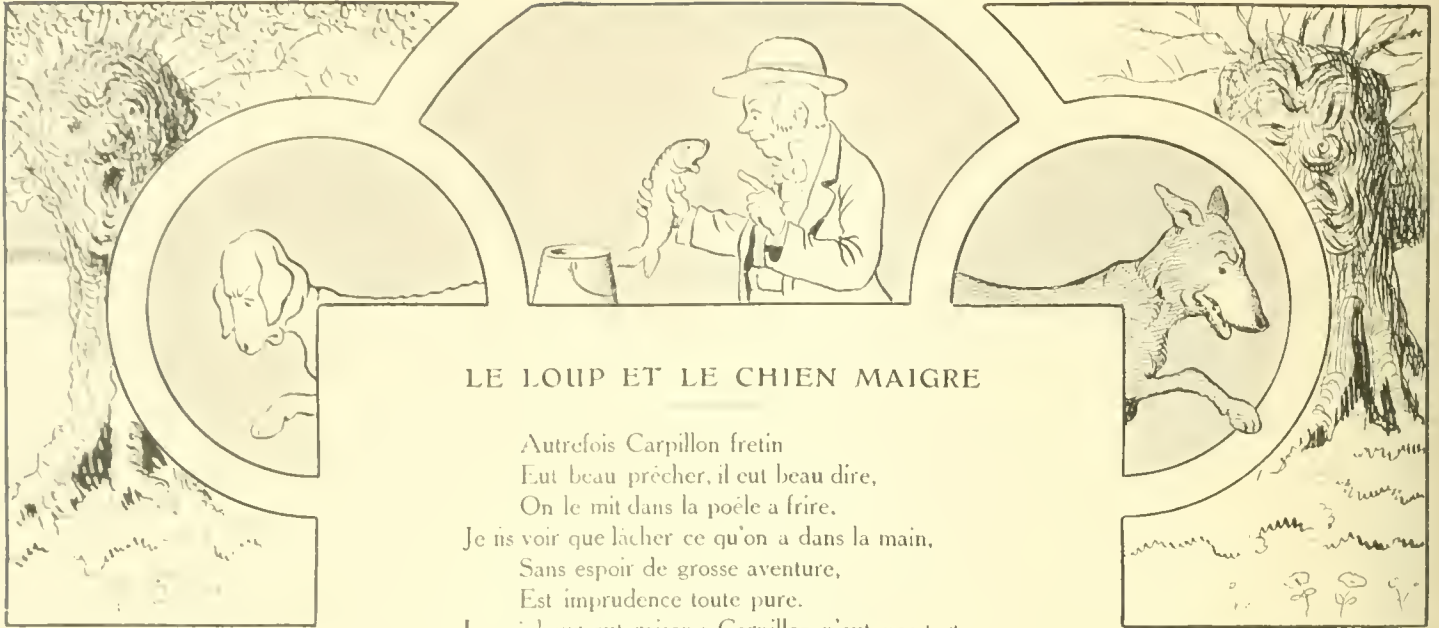 LE LOUP ET LE CHIEN MAIGRE
Autrefois Carpillon fretin
Eut beau prêcher, il eut beau dire,
On le mit dans la poêle a frire.
Je fis voir que lâcher ce qu'on a dans la main,
Sans espoir de grosse aventure,
Est imprudence toute pure.